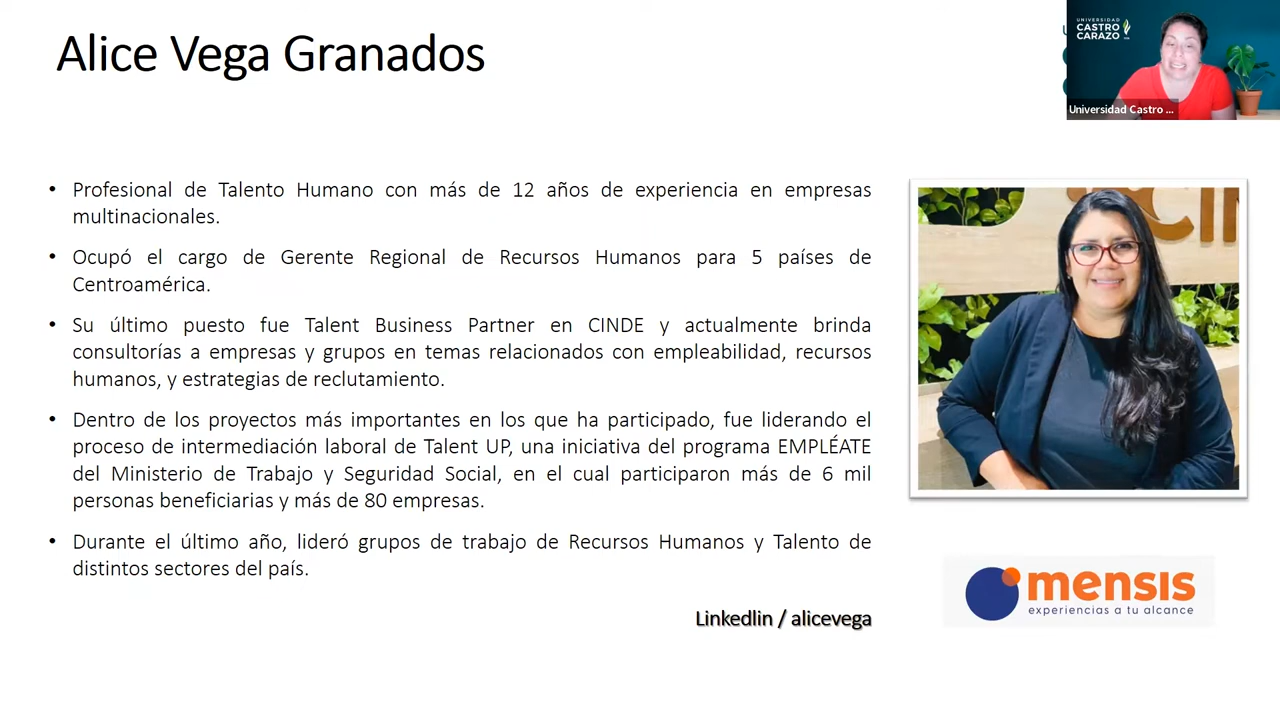 Alice Vega Granados
UNIVERSIDAD
CASTRO
CARAZO
Universidad Castro ...
• Profesional de Talento Humano con más de 12 años de experiencia en empresas
multinacionales.
• Ocupó el cargo de Gerente Regional de Recursos Humanos para 5 países de
Centroamérica.
• Su último puesto fue Talent Business Partner en CINDE y actualmente brinda
consultorías a empresas y grupos en temas relacionados con empleabilidad, recursos
humanos, y estrategias de reclutamiento.
• Dentro de los proyectos más importantes en los que ha participado, fue liderando el
proceso de intermediación laboral de Talent UP, una iniciativa del programa EMPLÉATE
del Ministerio de Trabajo y Seguridad Social, en el cual participaron más de 6 mil
personas beneficiarias y más de 80 empresas.
• Durante el último año, lideró grupos de trabajo de Recursos Humanos y Talento de
distintos sectores del país.
Linkedlin / alicevega
mensis
experiencias a tu alcance